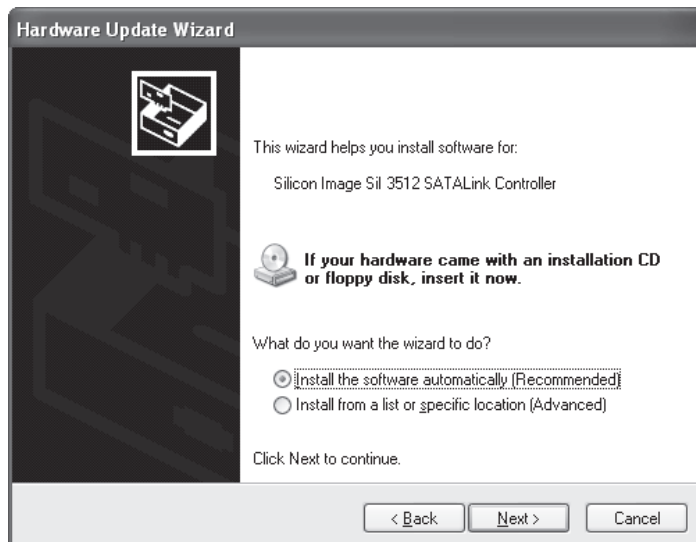 Hardware Update Wizard
This wizard helps you install software for:
Silicon Image SiI 3512 SATALink Controller
If your hardware came with an installation CD
or floppy disk, insert it now.
What do you want the wizard to do?
Install the software automatically (Recommended)
Install from a list or specific location (Advanced)
Click Next to continue.
< Back
Next >
Cancel